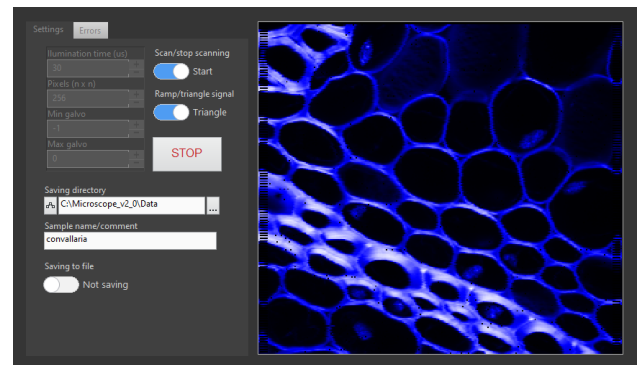 Settings Errors
Ilumination time (us)
30
Pixels (n x n)
256
Min galvo
-1
Max galvo
0
Scan/stop scanning
Start
Ramp/triangle signal
Triangle
STOP
Saving directory
C:\Microscope_v2_0\Data
...
Sample name/comment
convallaria
Saving to file
Not saving